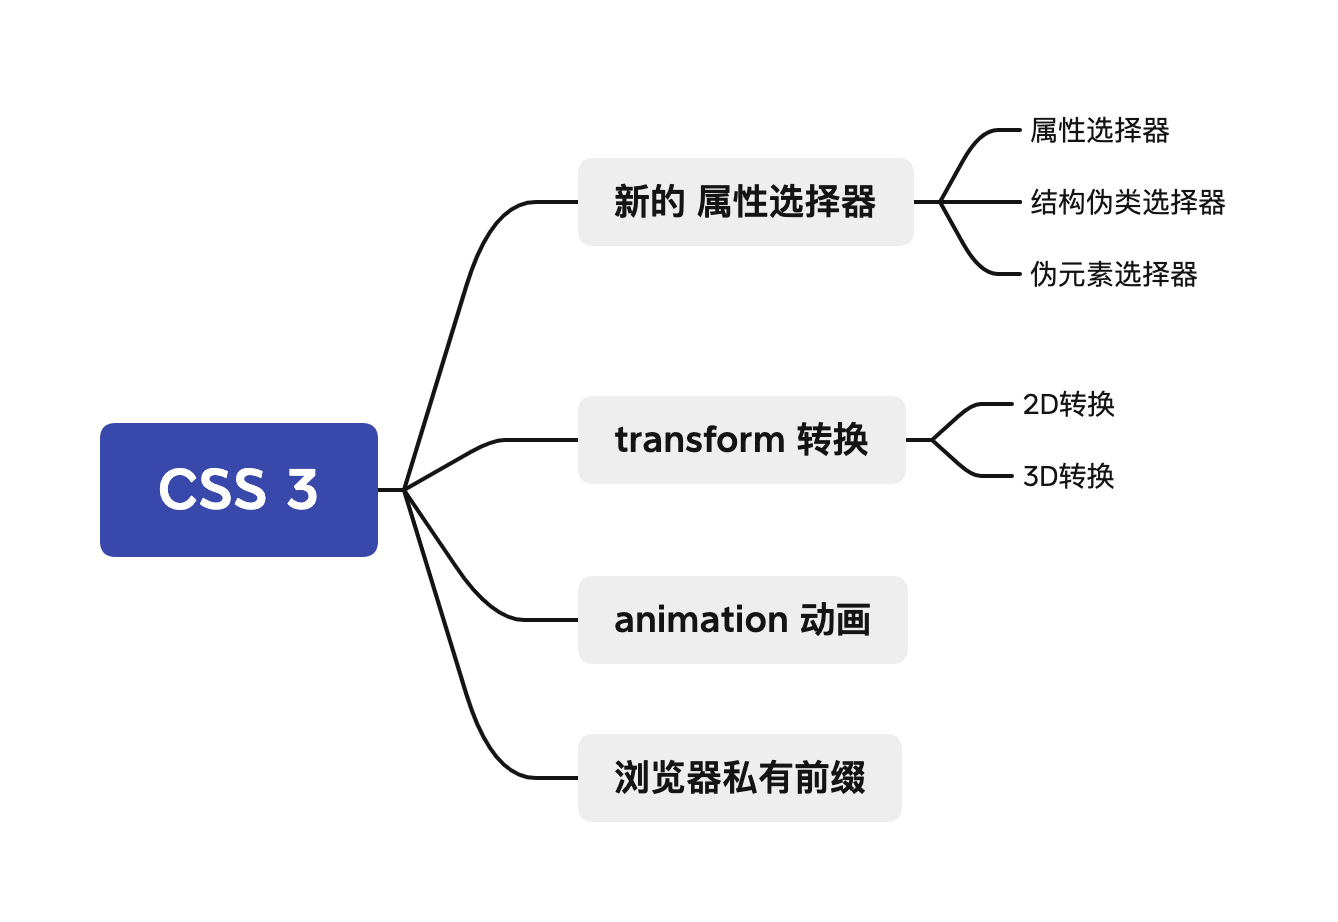 CSS 3
新的 属性选择器
属性选择器
结构伪类选择器
伪元素选择器
transform 转换
2D转换
3D转换
animation 动画
浏览器私有前缀